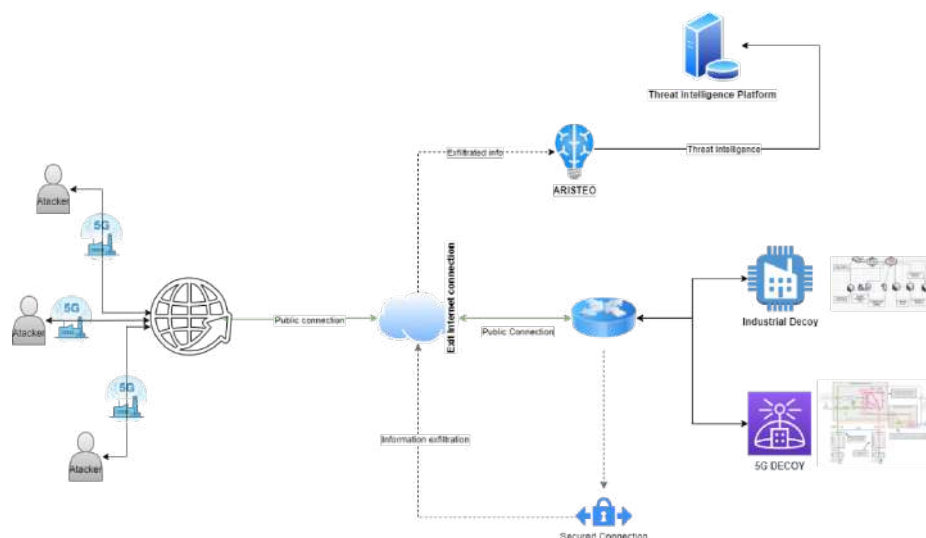 Threat Intelligence Platform
Exfiltrated info
Threat Intelligence
ARISTEO
Atacker
5G
5G
Atacker
5G
Atacker
Public connection
Exit Internet connection
Public Connection
Industrial Decoy
Information exfiltration
5G DECOY
Secured Connection